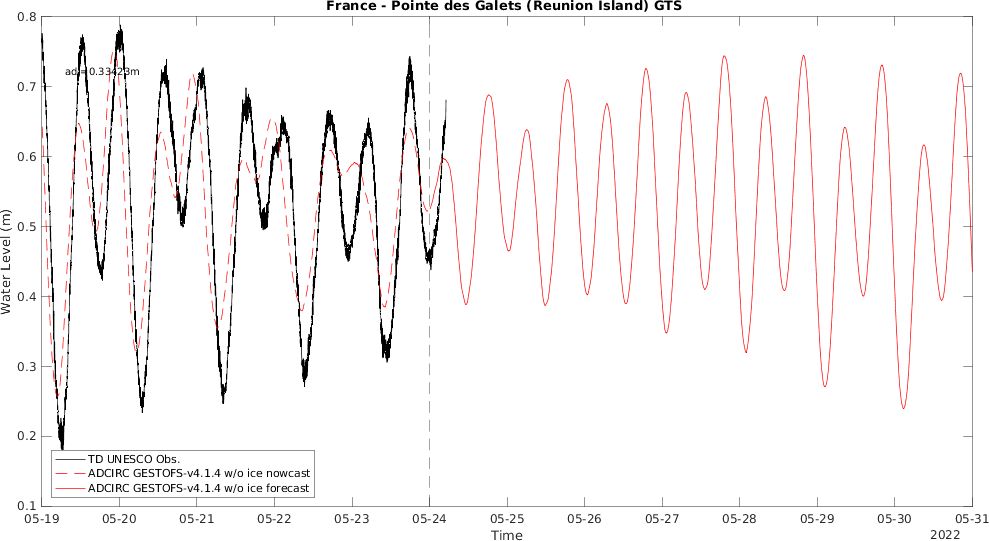 France - Pointe des Galets (Reunion Island) GTS
0.8
0.7
0.6
0.5
0.4
0.3
0.2
0.1
Water Level (m)
adj=0.33423m
TD UNESCO Obs.
ADCIRC GESTOFS-v4.1.4 w/o ice nowcast
ADCIRC GESTOFS-v4.1.4 w/o ice forecast
05-19 05-20 05-21 05-22 05-23 05-24 05-25 05-26 05-27 05-28 05-29 05-30 05-31
Time
2022